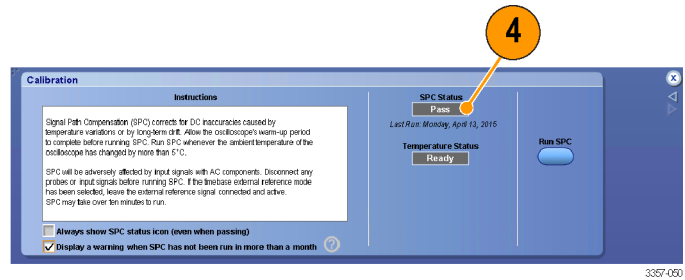 4
Calibration
Instructions
Signal Path Compensation (SPC) corrects for DC inaccuracies caused by
temperature variations or by long-term drift. Allow the oscilloscope's warm-up period
to complete before running SPC. Run SPC whenever the ambient temperature of the
oscilloscope has changed by more than 5°C.
SPC will be adversely affected by input signals with AC components. Disconnect any
probes or input signals before running SPC. If the timebase external reference mode
has been selected, leave the external reference signal connected and active.
SPC may take over ten minutes to run.
Always show SPC status icon (even when passing)
Display a warning when SPC has not been run in more than a month
?
SPC Status
Pass
Last Run: Monday, April 13, 2015
Temperature Status
Ready
Run SPC
X
3357-050